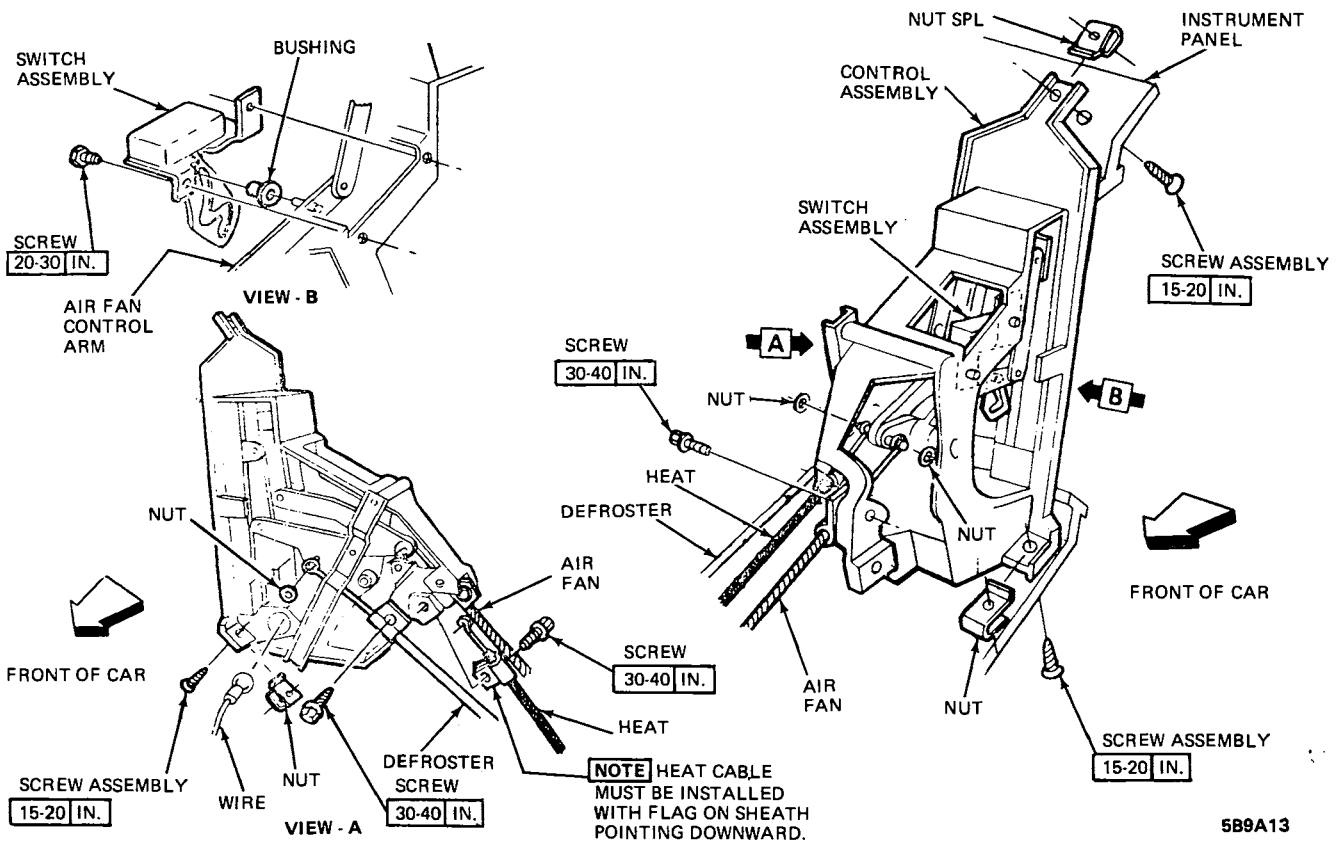 BUSHING
SWITCH
ASSEMBLY
SCREW
20-30 IN.
AIR FAN
CONTROL
ARM
VIEW - B
NUT SPL
INSTRUMENT
PANEL
CONTROL
ASSEMBLY
SWITCH
ASSEMBLY
SCREW ASSEMBLY
15-20 IN.
A
SCREW
30-40 IN.
B
NUT
HEAT
DEFROSTER
NUT
FRONT OF CAR
AIR
FAN
NUT
SCREW ASSEMBLY
15-20 IN.
NUT
AIR
FAN
FRONT OF CAR
SCREW
30-40 IN.
HEAT
DEFROSTER
SCREW ASSEMBLY
15-20 IN.
WIRE
NUT
SCREW
30-40 IN.
VIEW - A
NOTE HEAT CABLE
MUST BE INSTALLED
WITH FLAG ON SHEATH
POINTING DOWNWARD.
5B9A13